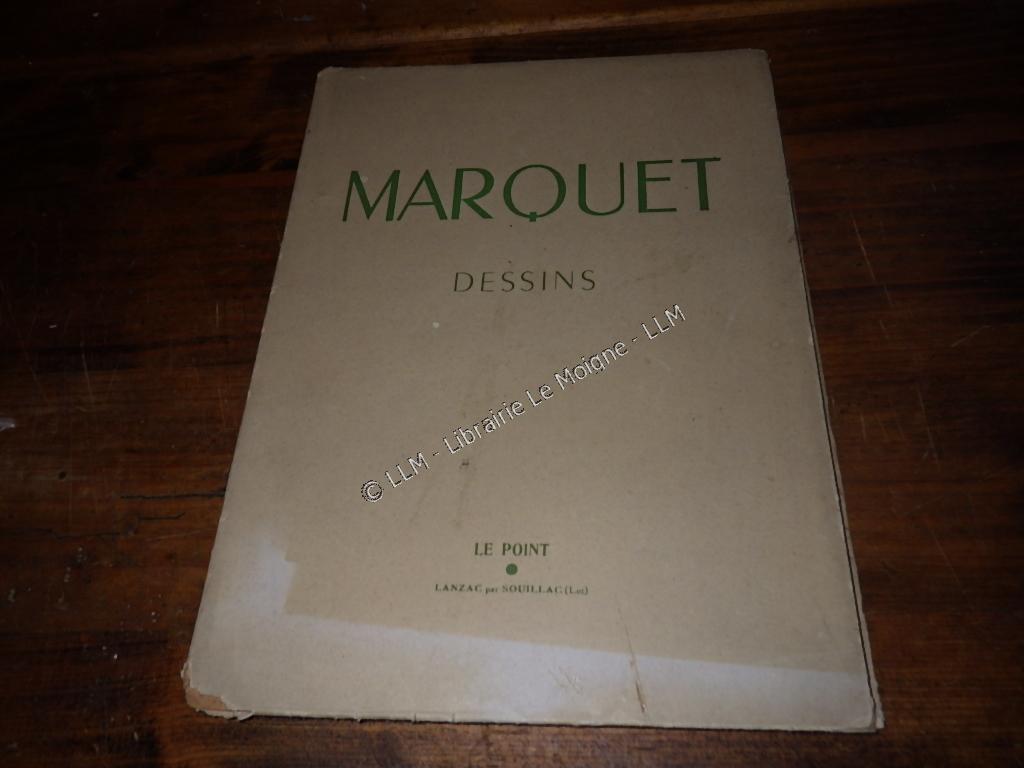 MARQUET
DESSINS
© LLM - Librairie Le Moigne - LLM
LE POINT
LANZAC par SOUILLAC (Lot)